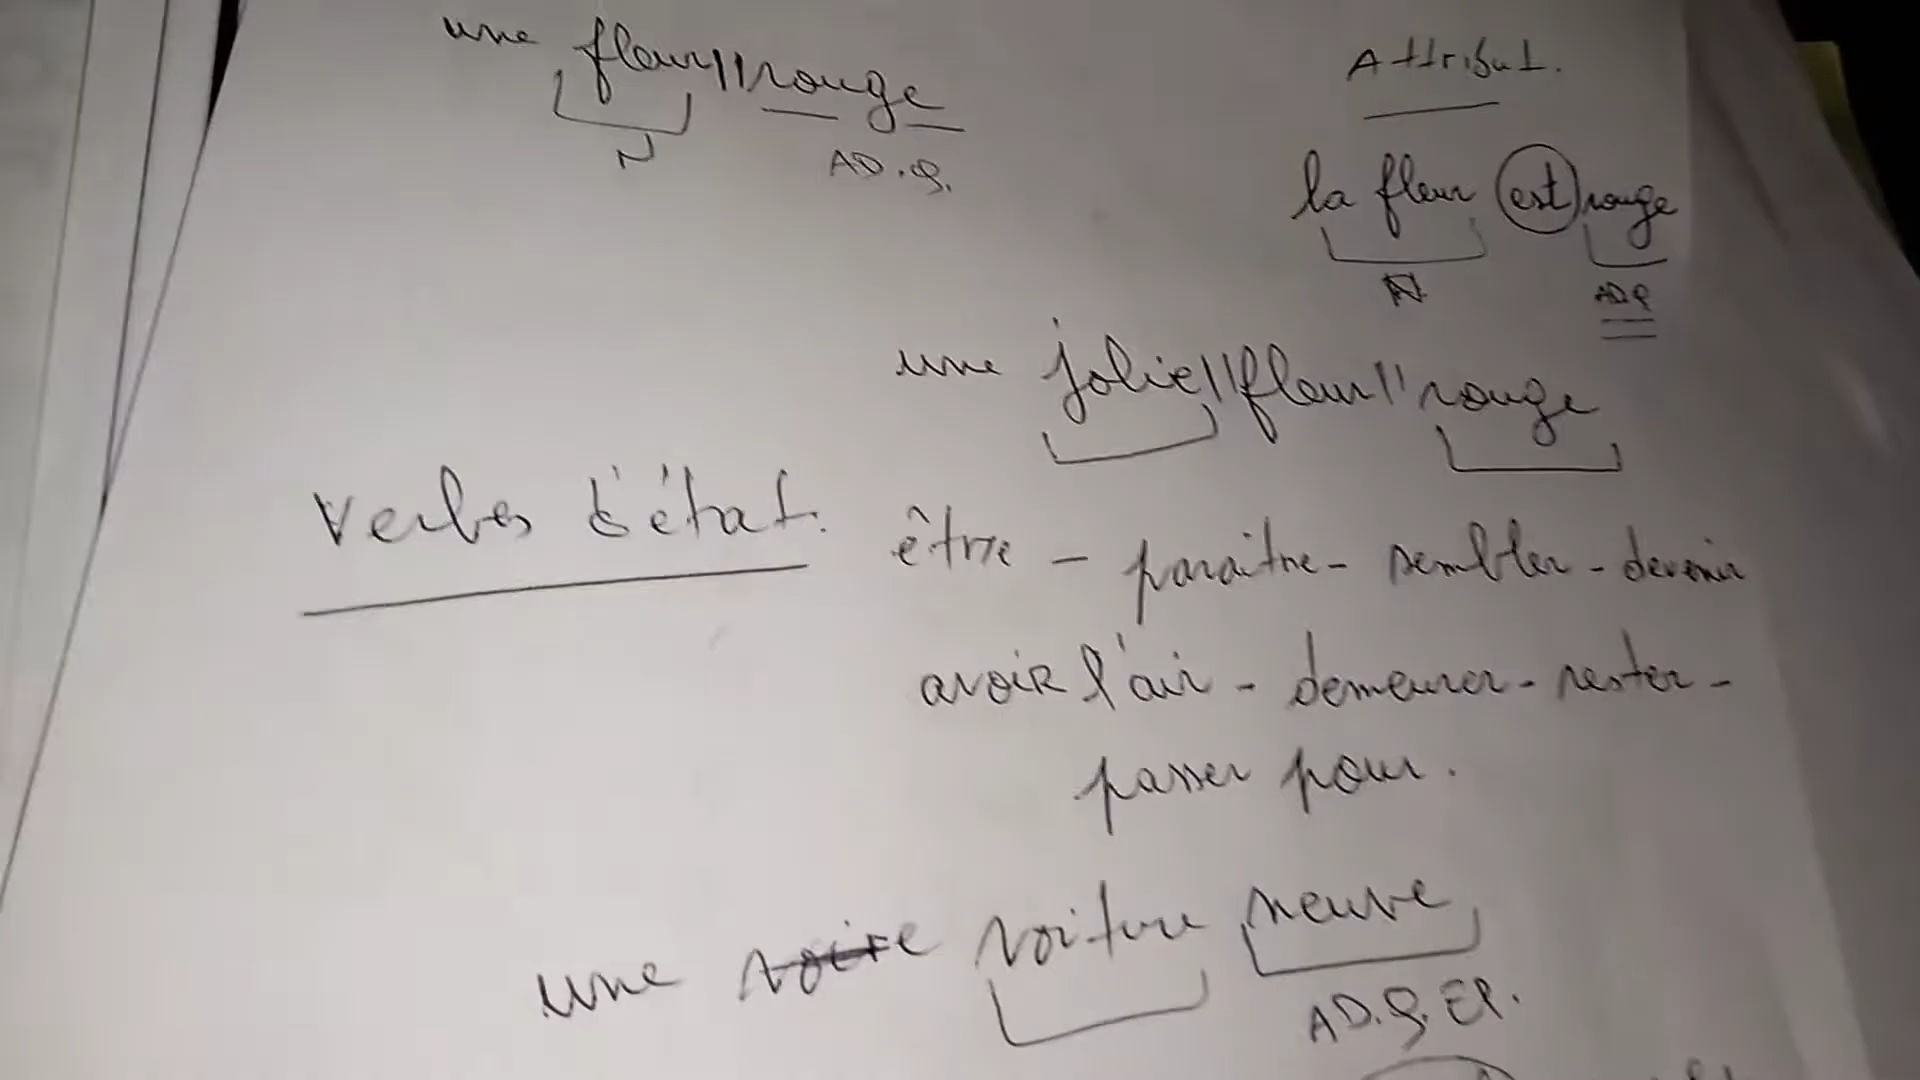 une fleur || rouge
N AD.Q.
Attribut.
la fleur est rouge
N ADQ
une jolie || fleur || rouge
Verbes d'état. être - paraître - sembler - devenir
avoir l'air - demeurer - rester -
passer pour.
une voiture neuve
AD.Q. EP.